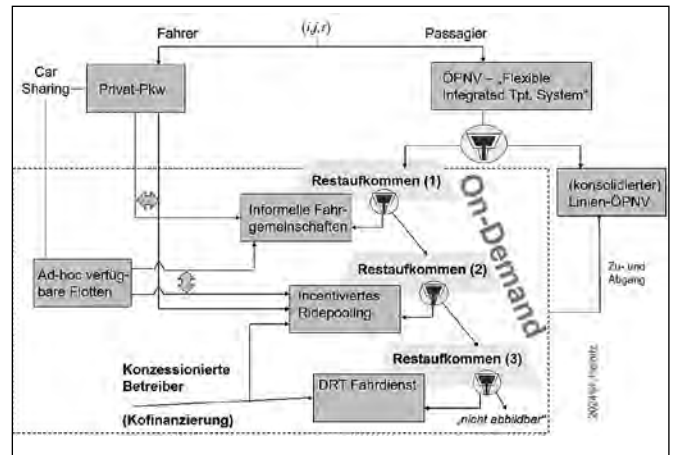 Fahrer
(i,j,t)
Passagier
Car
Sharing
Privat-Pkw
ÖPNV – „Flexible
Integrated Tpt. System“
Restaufkommen (1)
On-Demand
(konsolidierter)
Linien-ÖPNV
Informelle Fahr-
gemeinschaften
Ad-hoc verfüg-
bare Flotten
Restaufkommen (2)
Zu- und
Abgang
Incentiviertes
Ridepooling
Konzessionierte
Betreiber
(Kofinanzierung)
Restaufkommen (3)
DRT Fahrdienst
„nicht abbildbar“